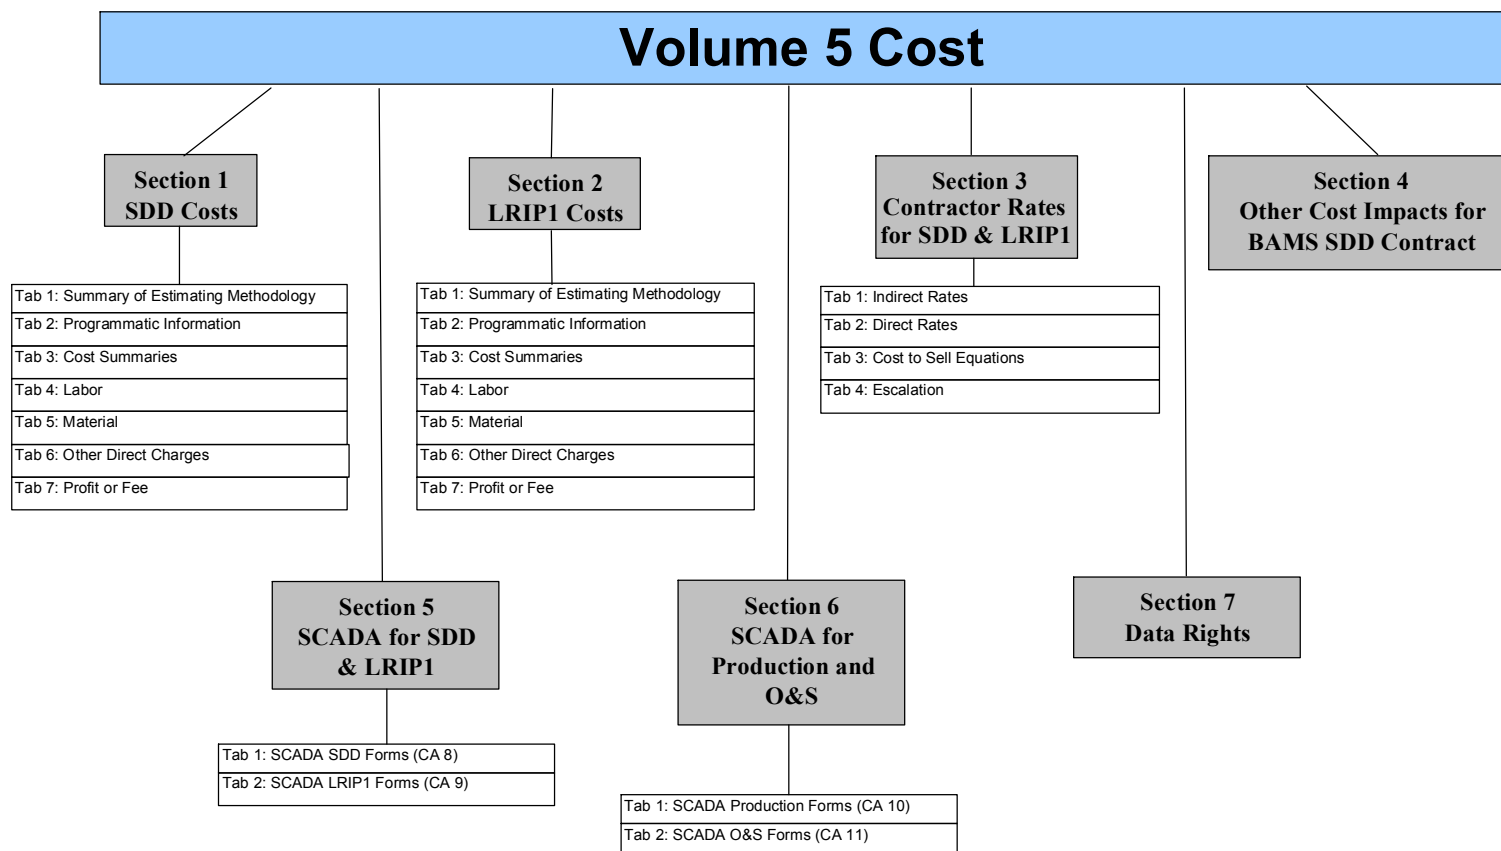 Volume 5 Cost
Section 1
SDD Costs
Tab 1: Summary of Estimating Methodology
Tab 2: Programmatic Information
Tab 3: Cost Summaries
Tab 4: Labor
Tab 5: Material
Tab 6: Other Direct Charges
Tab 7: Profit or Fee
Section 2
LRIP1 Costs
Tab 1: Summary of Estimating Methodology
Tab 2: Programmatic Information
Tab 3: Cost Summaries
Tab 4: Labor
Tab 5: Material
Tab 6: Other Direct Charges
Tab 7: Profit or Fee
Section 3
Contractor Rates
for SDD & LRIP1
Tab 1: Indirect Rates
Tab 2: Direct Rates
Tab 3: Cost to Sell Equations
Tab 4: Escalation
Section 4
Other Cost Impacts for
BAMS SDD Contract
Section 5
SCADA for SDD
& LRIP1
Tab 1: SCADA SDD Forms (CA 8)
Tab 2: SCADA LRIP1 Forms (CA 9)
Section 6
SCADA for
Production and
O&S
Tab 1: SCADA Production Forms (CA 10)
Tab 2: SCADA O&S Forms (CA 11)
Section 7
Data Rights